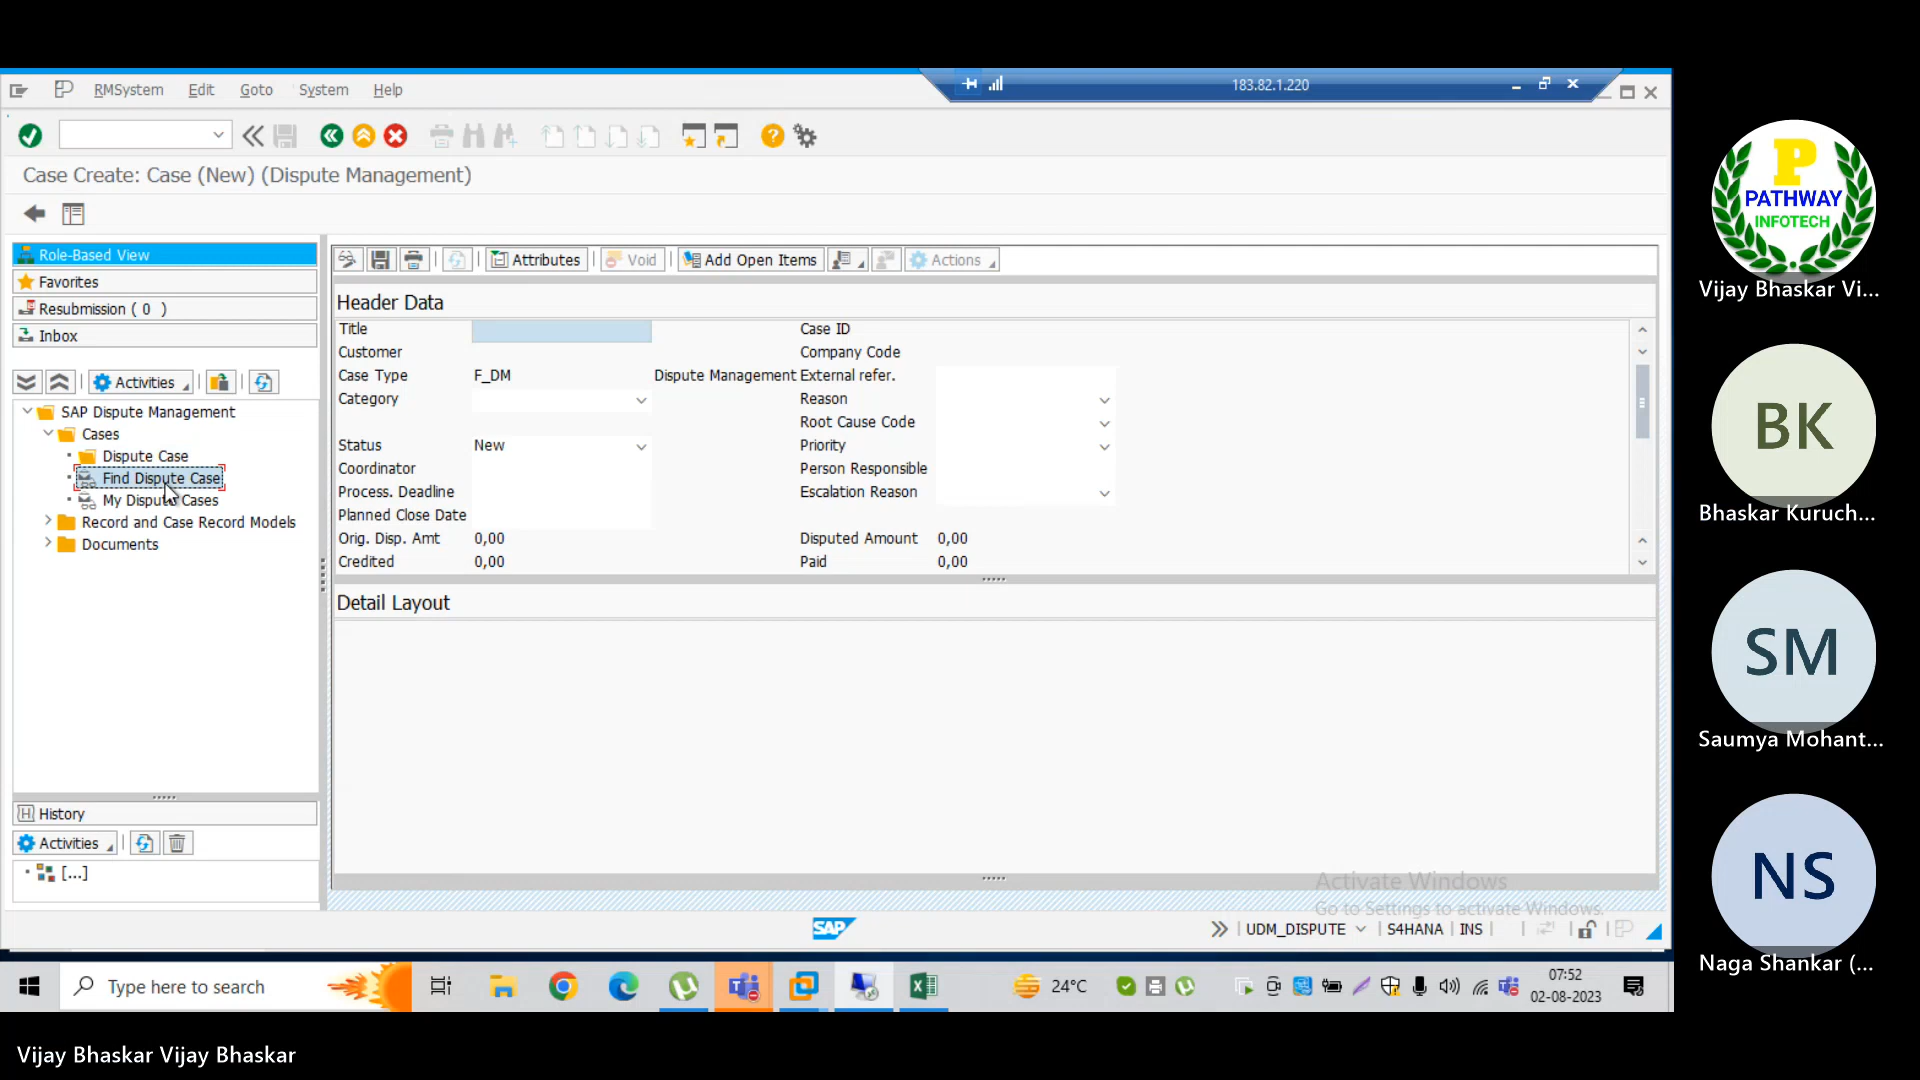 183.82.1.220
RMSystem Edit Goto System Help
Case Create: Case (New) (Dispute Management)
Role-Based View
Favorites
Resubmission ( 0 )
Inbox
Activities
SAP Dispute Management
Cases
Dispute Case
Find Dispute Case
My Dispute Cases
Record and Case Record Models
Documents
History
Activities
[...]
Attributes Void Add Open Items Actions
Header Data
Title Case ID
Customer Company Code
Case Type F_DM Dispute Management External refer.
Category Reason
Root Cause Code
Status New Priority
Coordinator Person Responsible
Process. Deadline Escalation Reason
Planned Close Date
Orig. Disp. Amt 0,00 Disputed Amount 0,00
Credited 0,00 Paid 0,00
Detail Layout
Activate Windows
Go to Settings to activate Windows.
SAP
UDM_DISPUTE S4HANA INS
Type here to search
24°C
07:52
02-08-2023
P
PATHWAY
INFOTECH
Vijay Bhaskar Vi...
BK
Bhaskar Kuruch...
SM
Saumya Mohant...
NS
Naga Shankar (...
Vijay Bhaskar Vijay Bhaskar